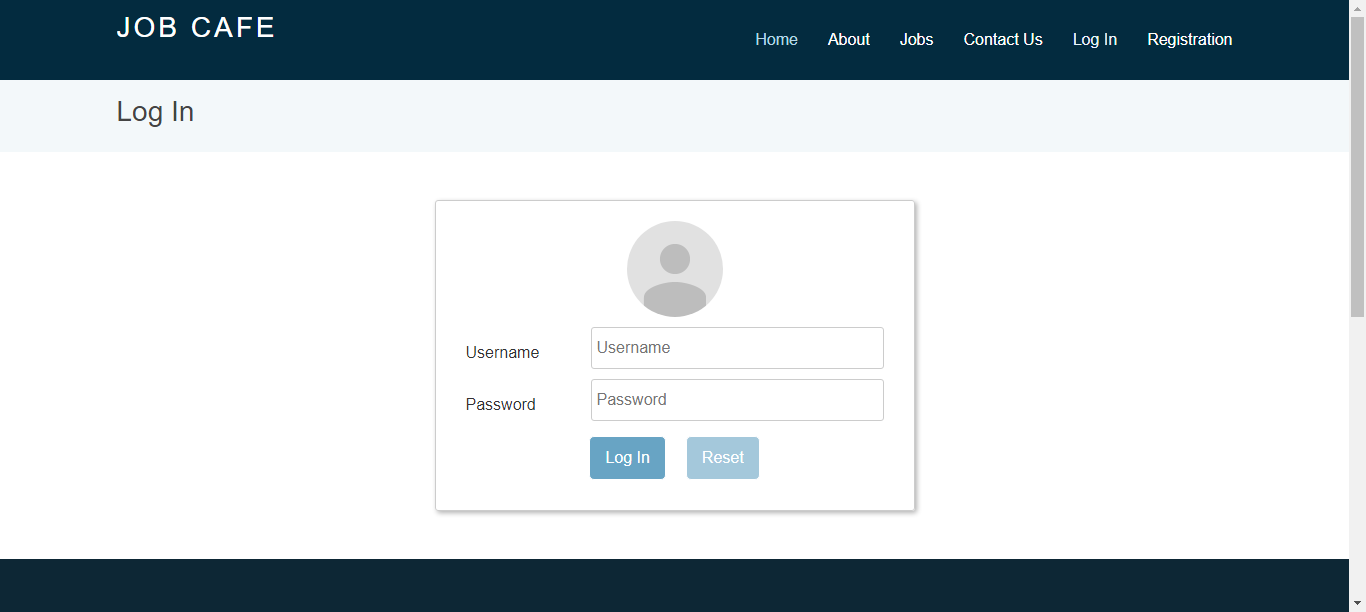 JOB CAFE
Home About Jobs Contact Us Log In Registration
Log In
Username Username
Password Password
Log In Reset